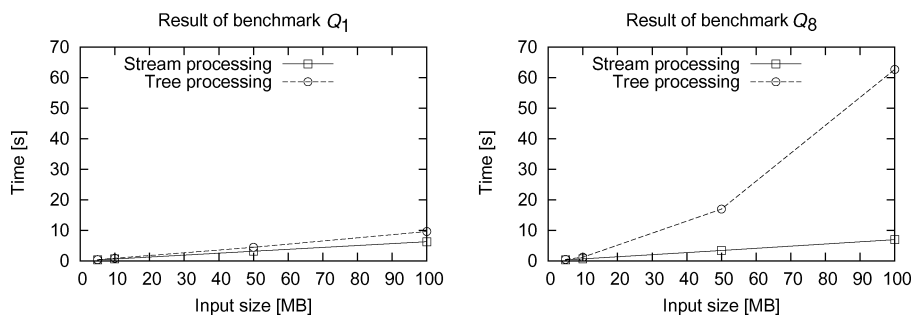 Result of benchmark Q1
70
60
50
40
30
20
10
0
Time [s]
Stream processing
Tree processing
0 10 20 30 40 50 60 70 80 90 100
Input size [MB]
Result of benchmark Q8
70
60
50
40
30
20
10
0
Time [s]
Stream processing
Tree processing
0 10 20 30 40 50 60 70 80 90 100
Input size [MB]